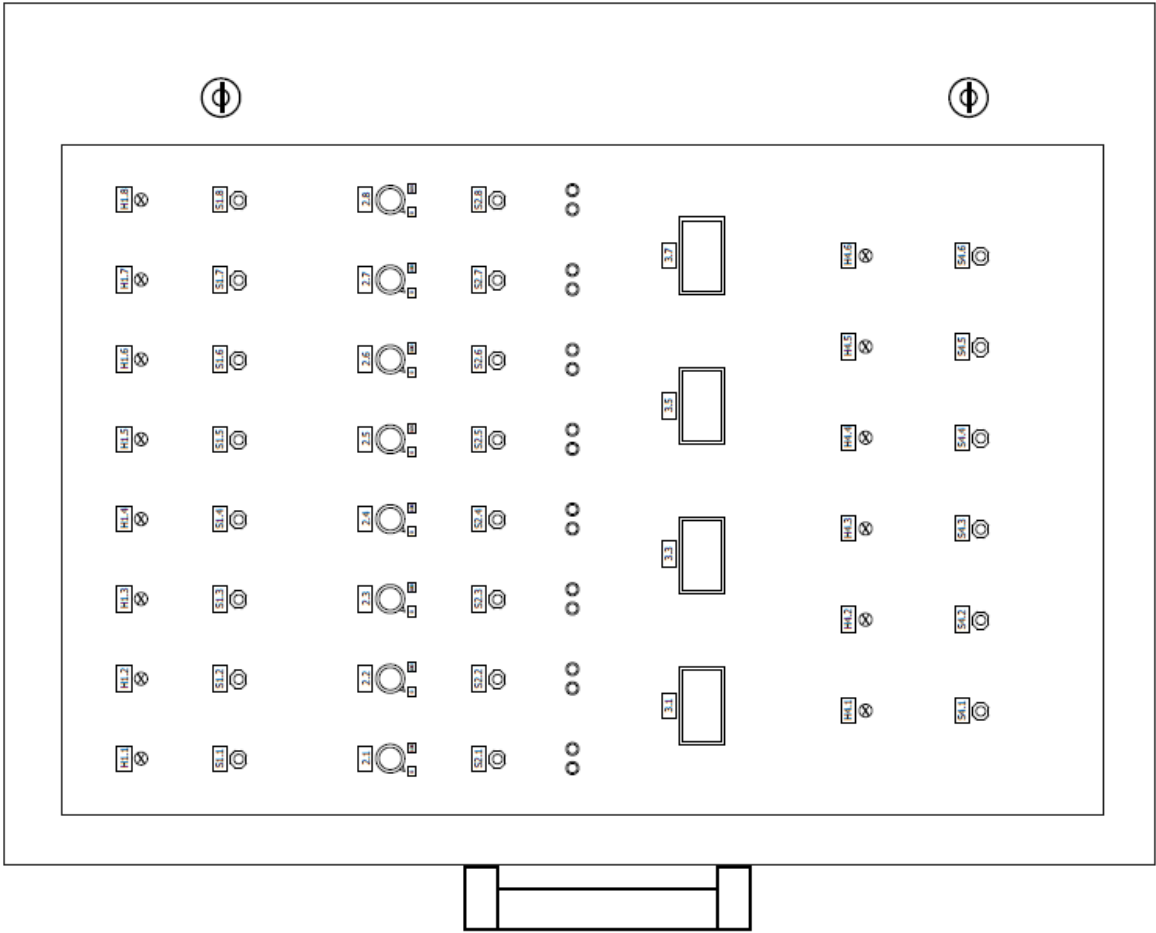 H1.8 S1.8 2.8 S2.8
3.7 H4.6 S4.6
H1.7 S1.7 2.7 S2.7
H1.6 S1.6 2.6 S2.6
H4.5 S4.5
3.5
H1.5 S1.5 2.5 S2.5
H4.4 S4.4
H1.4 S1.4 2.4 S2.4
H4.3 S4.3
3.3
H1.3 S1.3 2.3 S2.3
H4.2 S4.2
H1.2 S1.2 2.2 S2.2
3.1 H4.1 S4.1
H1.1 S1.1 2.1 S2.1